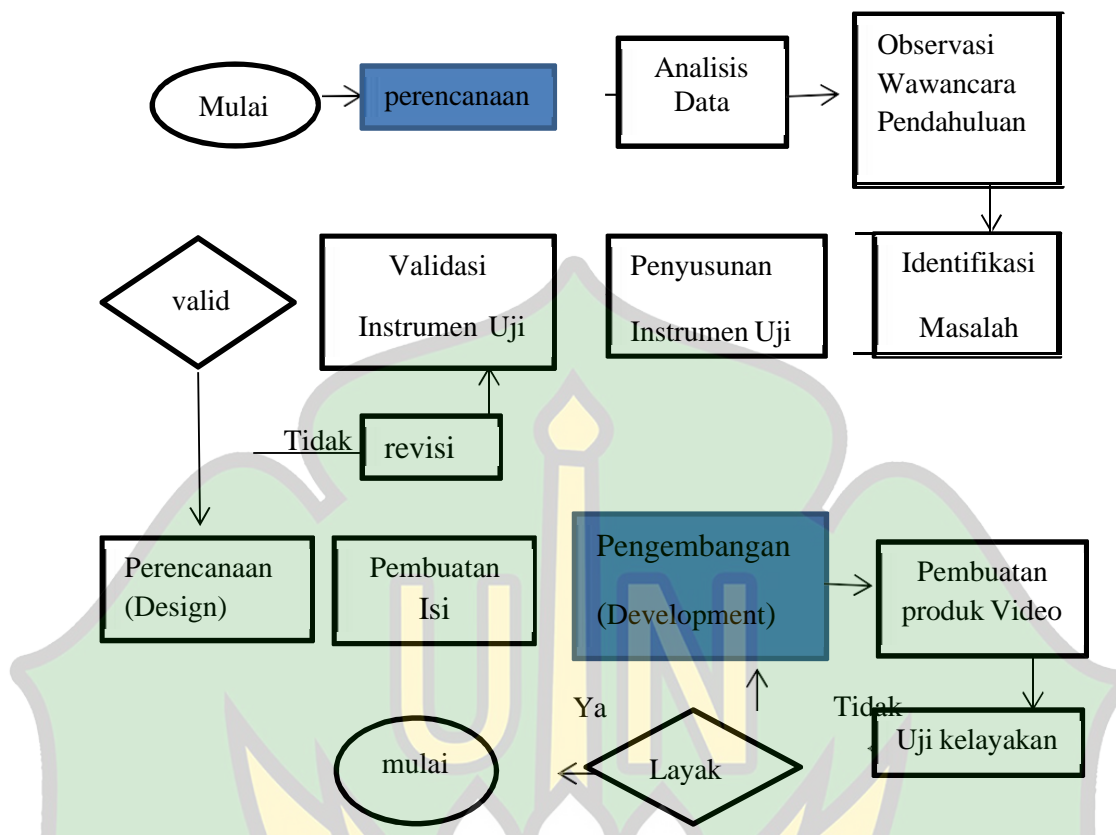 Mulai
perencanaan
Analisis
Data
Observasi
Wawancara
Pendahuluan
valid
Validasi
Instrumen Uji
Penyusunan
Instrumen Uji
Identifikasi
Masalah
Tidak
revisi
Perencanaan
(Design)
Pembuatan
Isi
Pengembangan
(Development)
Pembuatan
produk Video
Ya
Tidak
mulai
Layak
Uji kelayakan
UIN